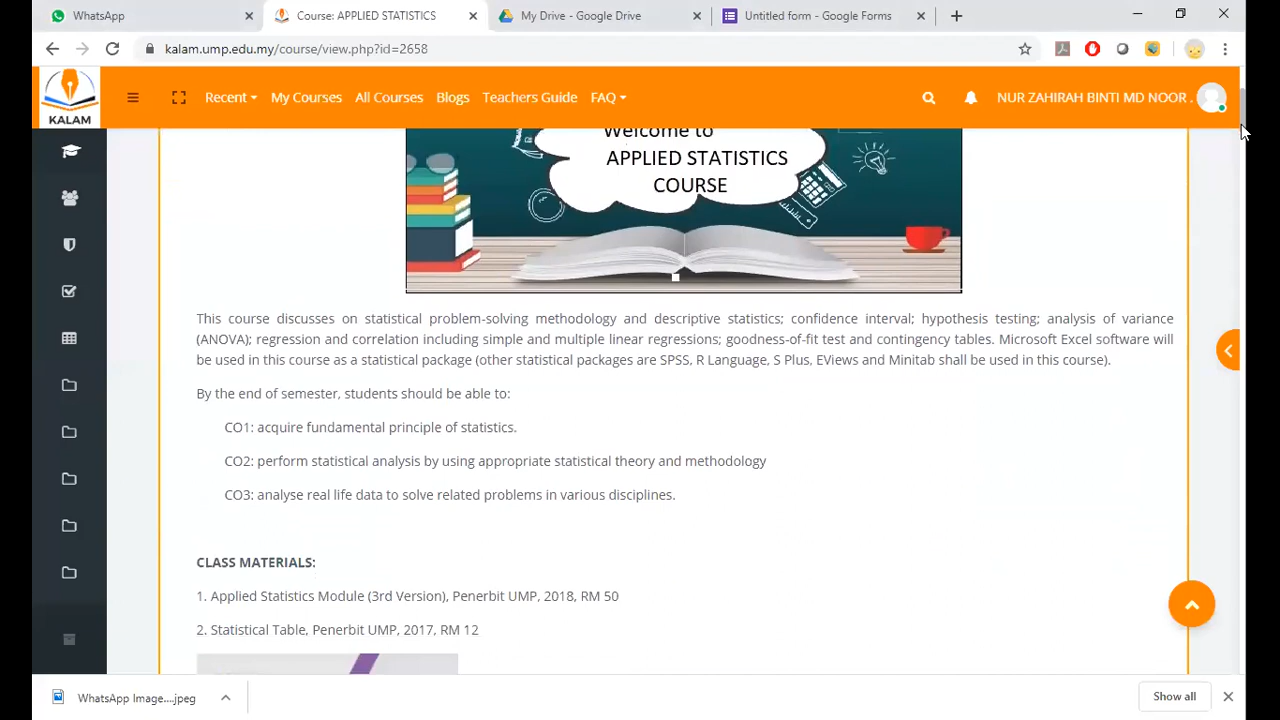 WhatsApp
Course: APPLIED STATISTICS
My Drive - Google Drive
Untitled form - Google Forms
kalam.ump.edu.my/course/view.php?id=2658
KALAM
Recent
My Courses
All Courses
Blogs
Teachers Guide
FAQ
NUR ZAHIRAH BINTI MD NOOR .
Welcome to
APPLIED STATISTICS
COURSE
This course discusses on statistical problem-solving methodology and descriptive statistics; confidence interval; hypothesis testing; analysis of variance
(ANOVA); regression and correlation including simple and multiple linear regressions; goodness-of-fit test and contingency tables. Microsoft Excel software will
be used in this course as a statistical package (other statistical packages are SPSS, R Language, S Plus, EViews and Minitab shall be used in this course).
By the end of semester, students should be able to:
CO1: acquire fundamental principle of statistics.
CO2: perform statistical analysis by using appropriate statistical theory and methodology
CO3: analyse real life data to solve related problems in various disciplines.
CLASS MATERIALS:
1. Applied Statistics Module (3rd Version), Penerbit UMP, 2018, RM 50
2. Statistical Table, Penerbit UMP, 2017, RM 12
WhatsApp Image....jpeg
Show all